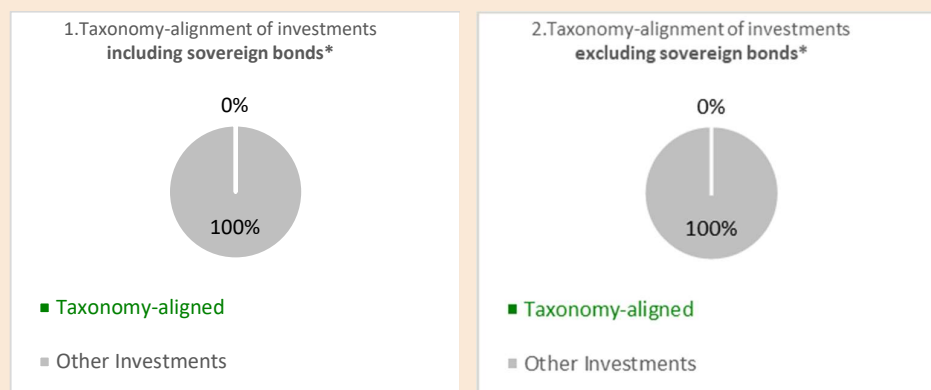 1.Taxonomy-alignment of investments
including sovereign bonds*
0%
100%
Taxonomy-aligned
Other Investments
2.Taxonomy-alignment of investments
excluding sovereign bonds*
0%
100%
Taxonomy-aligned
Other Investments